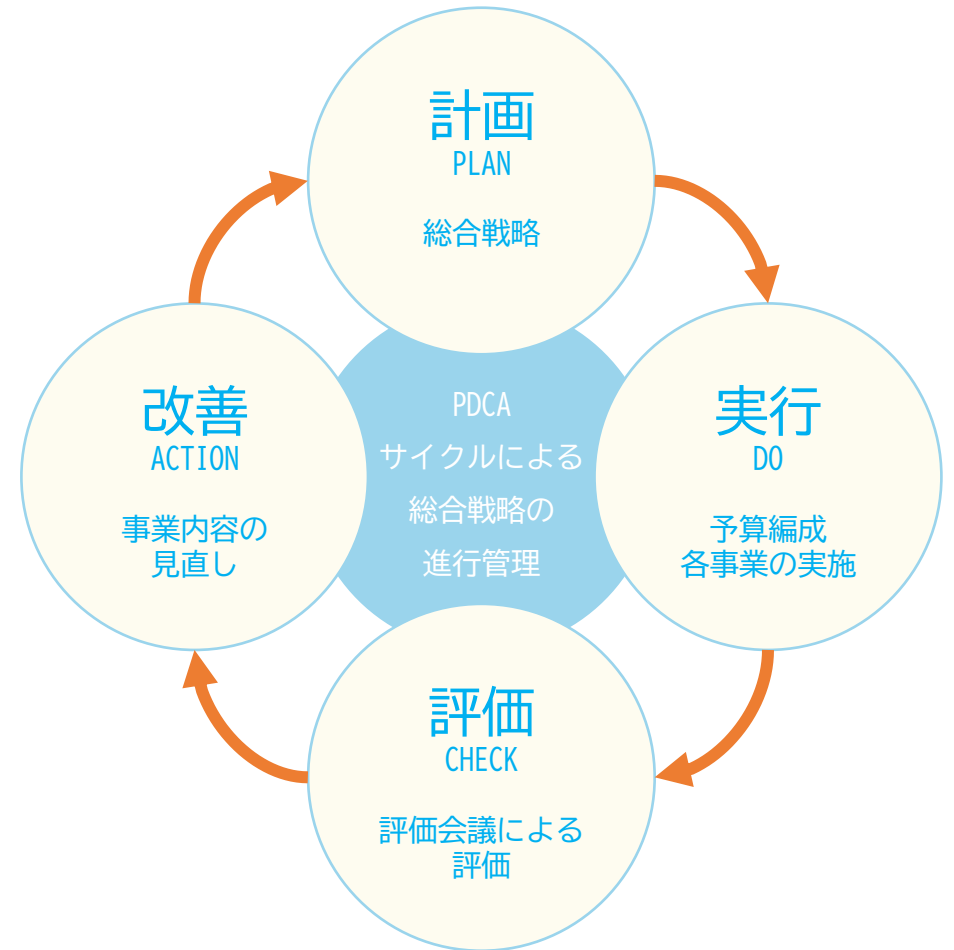 計画
PLAN
総合戦略
実行
DO
予算編成
各事業の実施
評価
CHECK
評価会議による
評価
改善
ACTION
事業内容の
見直し
PDCA
サイクルによる
総合戦略の
進行管理